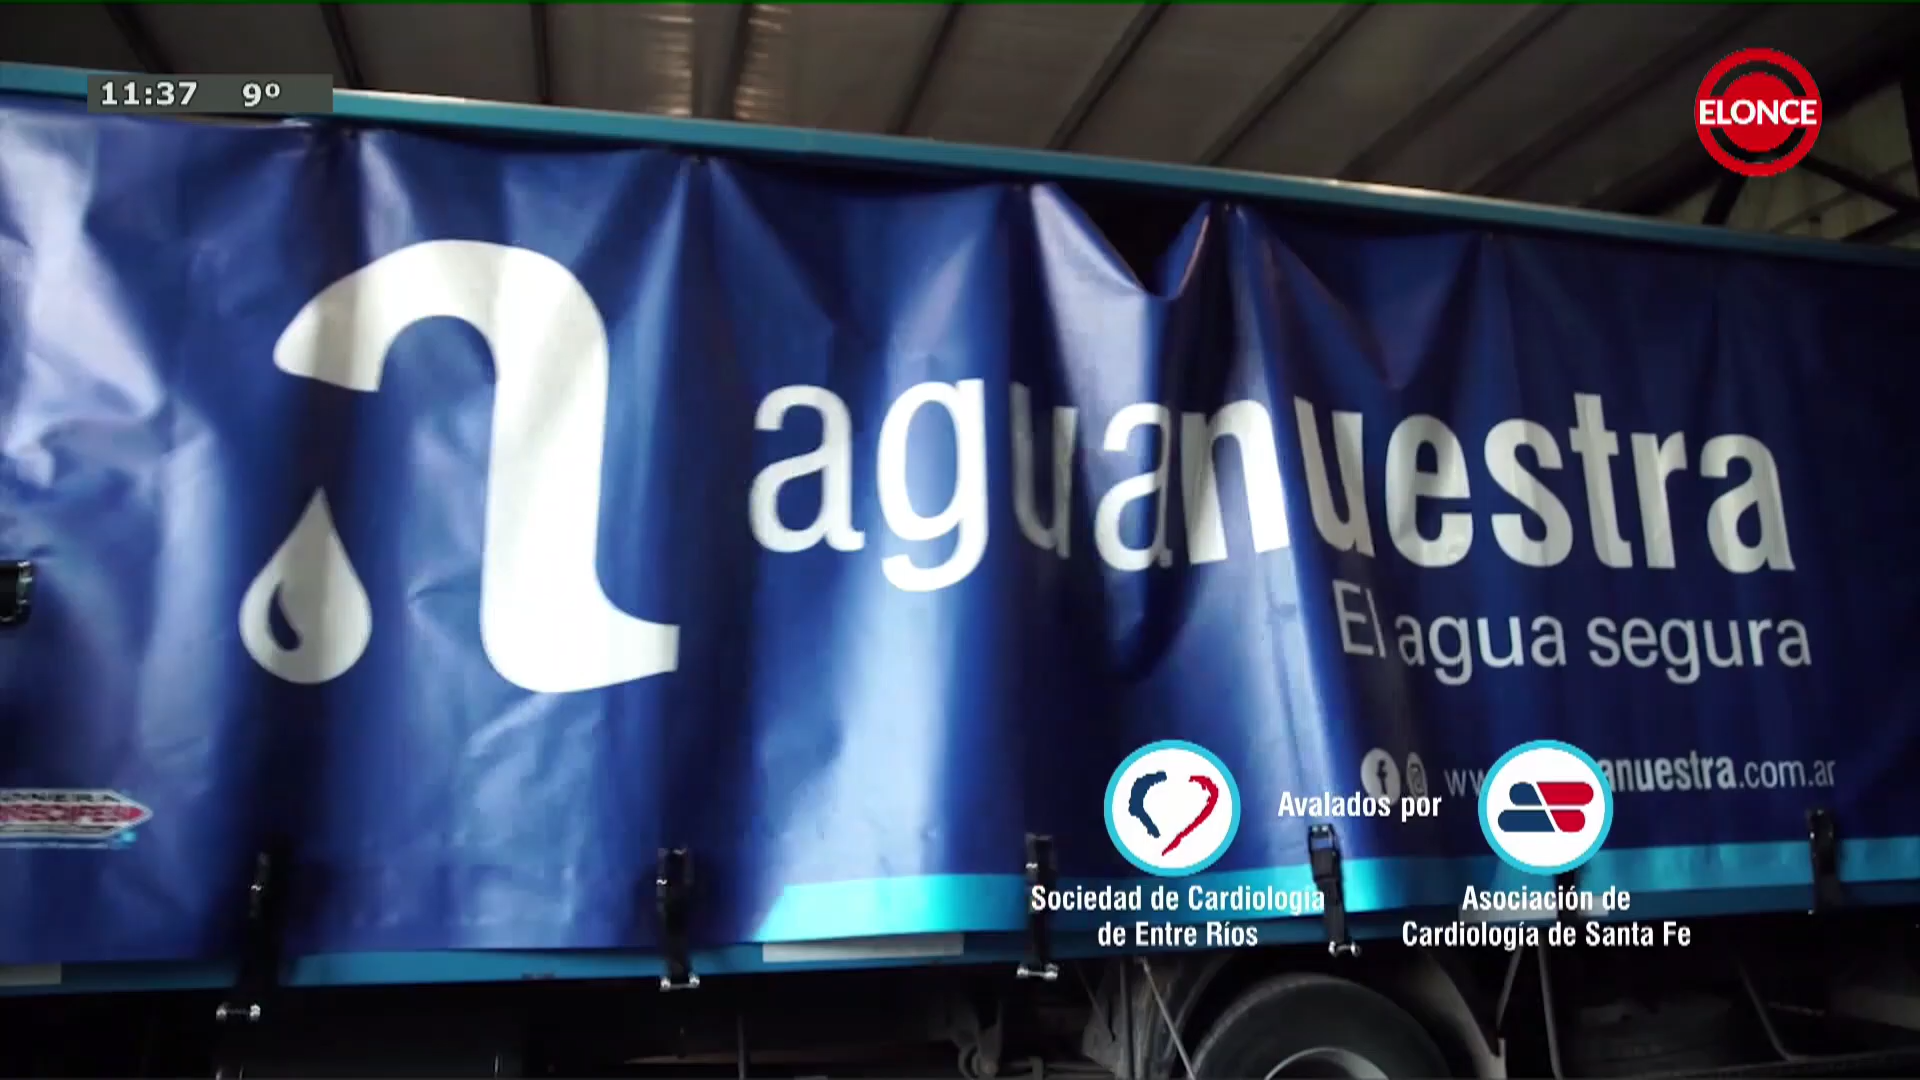 11:37 9º
ELONCE
aguanuestra
El agua segura
anuestra.com.ar
Avalados por
Sociedad de Cardiología
de Entre Ríos
Asociación de
Cardiología de Santa Fe